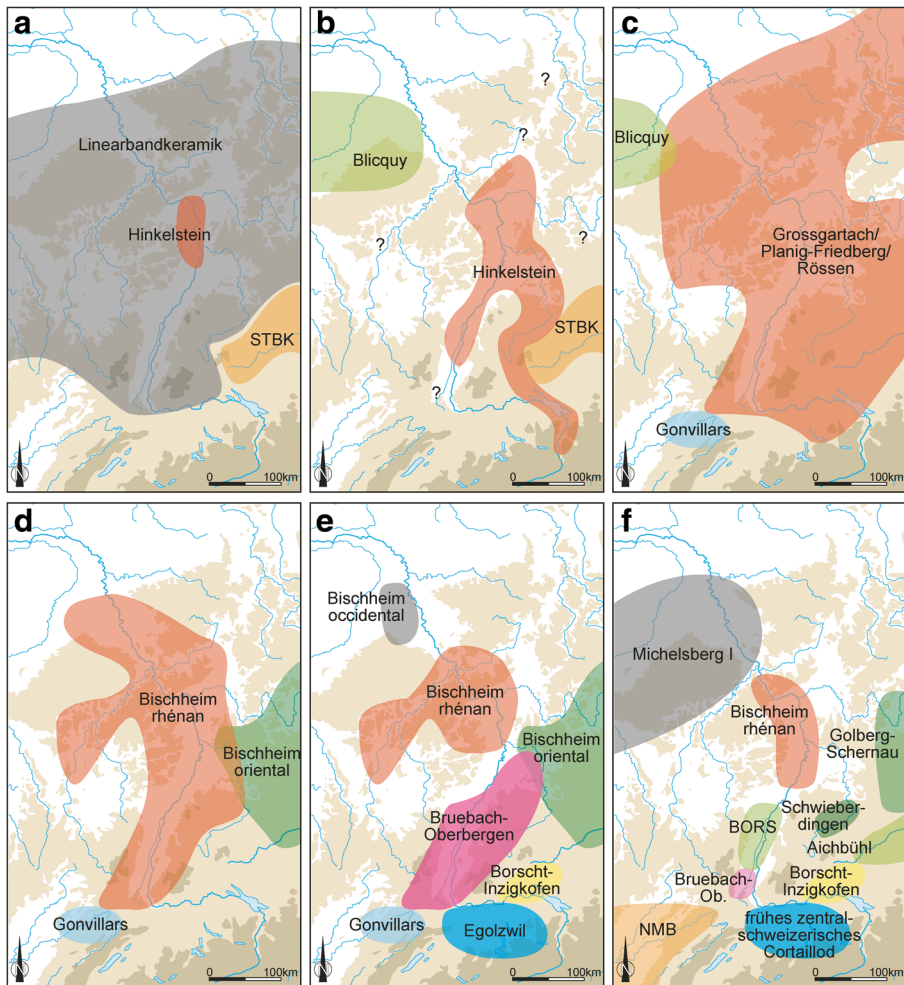 a
Linearbandkeramik
Hinkelstein
STBK
N
0
100km
b
?
?
Blicquy
?
?
Hinkelstein
STBK
?
N
0
100km
c
Blicquy
Grossgartach/
Planig-Friedberg/
Rössen
Gonvillars
N
0
100km
d
Bischheim
rhénan
Bischheim
oriental
Gonvillars
N
0
100km
e
Bischheim
occidental
Bischheim
rhénan
Bischheim
oriental
Bruebach-
Oberbergen
Borscht-
Inzigkofen
Gonvillars
Egolzwil
N
0
100km
f
Michelsberg I
Bischheim
rhénan
Golberg-
Schernau
Schwieber-
dingen
BORS
Aichbühl
Bruebach-
Ob.
Borscht-
Inzigkofen
NMB
frühes zentral-
schweizerisches
Cortaillod
N
0
100km